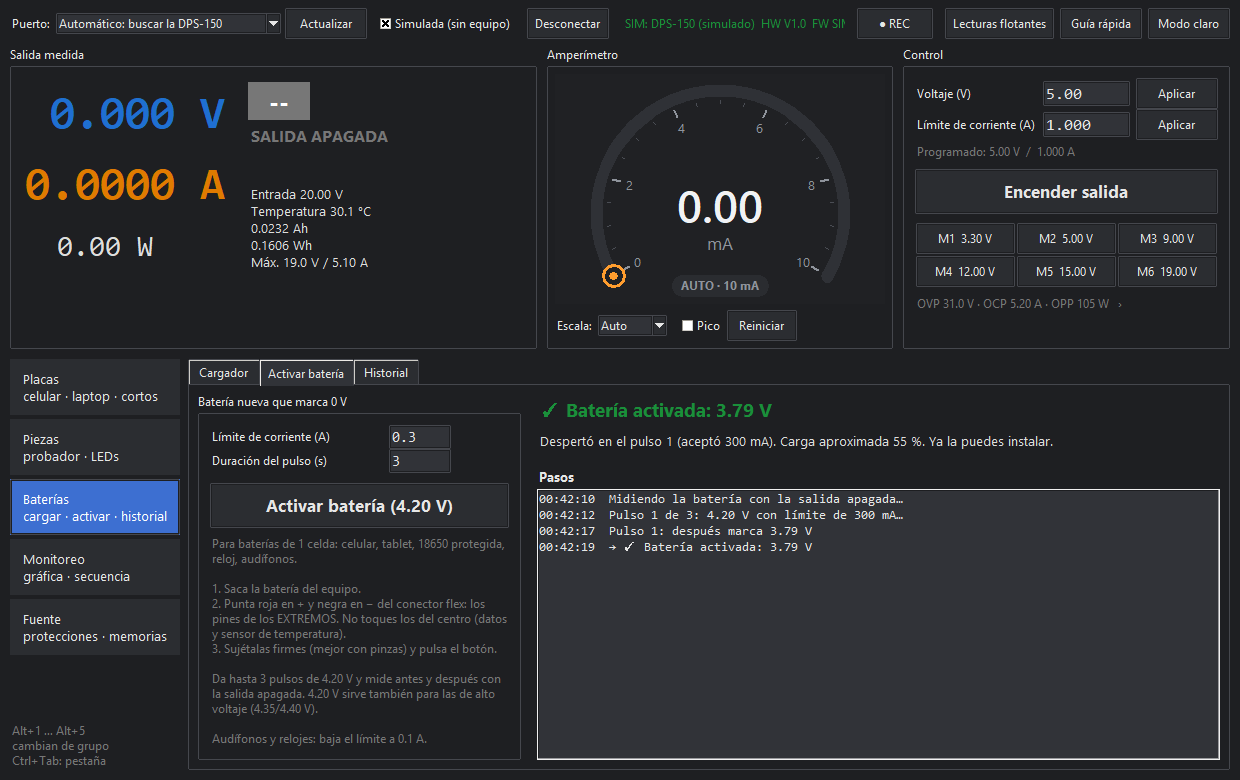 Puerto: Automático: buscar la DPS-150 Actualizar Simulada (sin equipo) Desconectar SIM: DPS-150 (simulado) HW V1.0 FW SIM ● REC Lecturas flotantes Guía rápida Modo claro
Salida medida
0.000 V
--
SALIDA APAGADA
0.0000 A
0.00 W
Entrada 20.00 V
Temperatura 30.1 °C
0.0232 Ah
0.1606 Wh
Máx. 19.0 V / 5.10 A
Amperímetro
0
2
4
6
8
10
0.00
mA
AUTO · 10 mA
Escala: Auto Pico Reiniciar
Control
Voltaje (V) 5.00 Aplicar
Límite de corriente (A) 1.000 Aplicar
Programado: 5.00 V / 1.000 A
Encender salida
M1 3.30 V M2 5.00 V M3 9.00 V
M4 12.00 V M5 15.00 V M6 19.00 V
OVP 31.0 V · OCP 5.20 A · OPP 105 W ›
Placas
celular · laptop · cortos
Piezas
probador · LEDs
Baterías
cargar · activar · historial
Monitoreo
gráfica · secuencia
Fuente
protecciones · memorias
Alt+1 ... Alt+5
cambian de grupo
Ctrl+Tab: pestaña
Cargador Activar batería Historial
Batería nueva que marca 0 V
Límite de corriente (A) 0.3
Duración del pulso (s) 3
Activar batería (4.20 V)
Para baterías de 1 celda: celular, tablet, 18650 protegida,
reloj, audífonos.
1. Saca la batería del equipo.
2. Punta roja en + y negra en − del conector flex: los
pines de los EXTREMOS. No toques los del centro (datos
y sensor de temperatura).
3. Sujétalas firmes (mejor con pinzas) y pulsa el botón.
Da hasta 3 pulsos de 4.20 V y mide antes y después con
la salida apagada. 4.20 V sirve también para las de alto
voltaje (4.35/4.40 V).
Audífonos y relojes: baja el límite a 0.1 A.
✓ Batería activada: 3.79 V
Despertó en el pulso 1 (aceptó 300 mA). Carga aproximada 55 %. Ya la puedes instalar.
Pasos
00:42:10 Midiendo la batería con la salida apagada…
00:42:12 Pulso 1 de 3: 4.20 V con límite de 300 mA…
00:42:17 Pulso 1: después marca 3.79 V
00:42:19 → ✓ Batería activada: 3.79 V